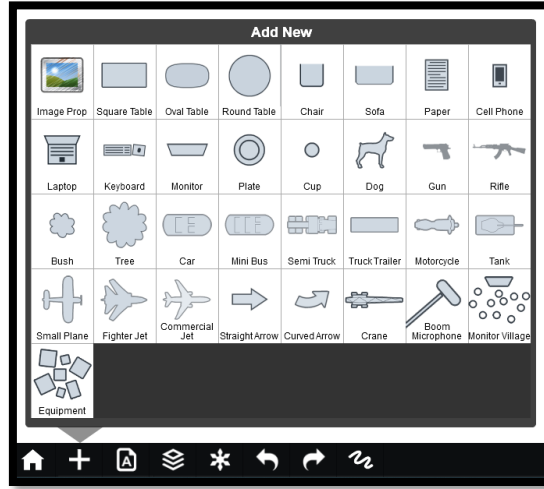 Add New
Image Prop Square Table Oval Table Round Table Chair Sofa Paper Cell Phone
Laptop Keyboard Monitor Plate Cup Dog Gun Rifle
Bush Tree Car Mini Bus Semi Truck Truck Trailer Motorcycle Tank
Small Plane Fighter Jet Commercial Jet Straight Arrow Curved Arrow Crane Boom Microphone Monitor Village
Equipment
A